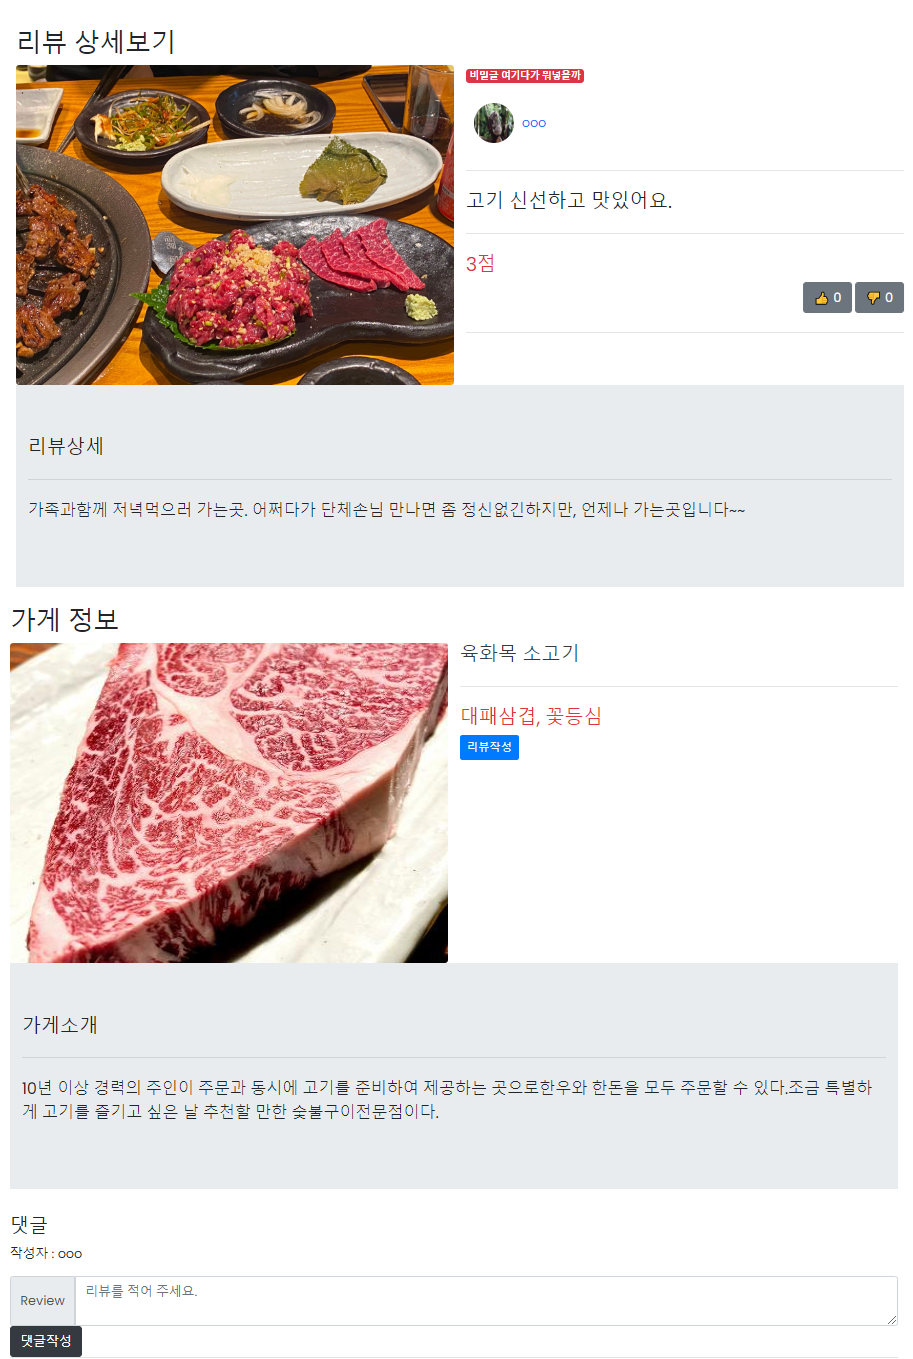 리뷰 상세보기
비밀글 여기다가 뭐넣을까
ooo
고기 신선하고 맛있어요.
3점
👍 0 👎 0
리뷰상세
가족과함께 저녁먹으러 가는곳. 어쩌다가 단체손님 만나면 좀 정신없긴하지만, 언제나 가는곳입니다~~
가게 정보
육화목 소고기
대패삼겹, 꽃등심
리뷰작성
가게소개
10년 이상 경력의 주인이 주문과 동시에 고기를 준비하여 제공하는 곳으로한우와 한돈을 모두 주문할 수 있다.조금 특별하
게 고기를 즐기고 싶은 날 추천할 만한 숯불구이전문점이다.
댓글
작성자 : ooo
Review
리뷰를 적어 주세요.
댓글작성